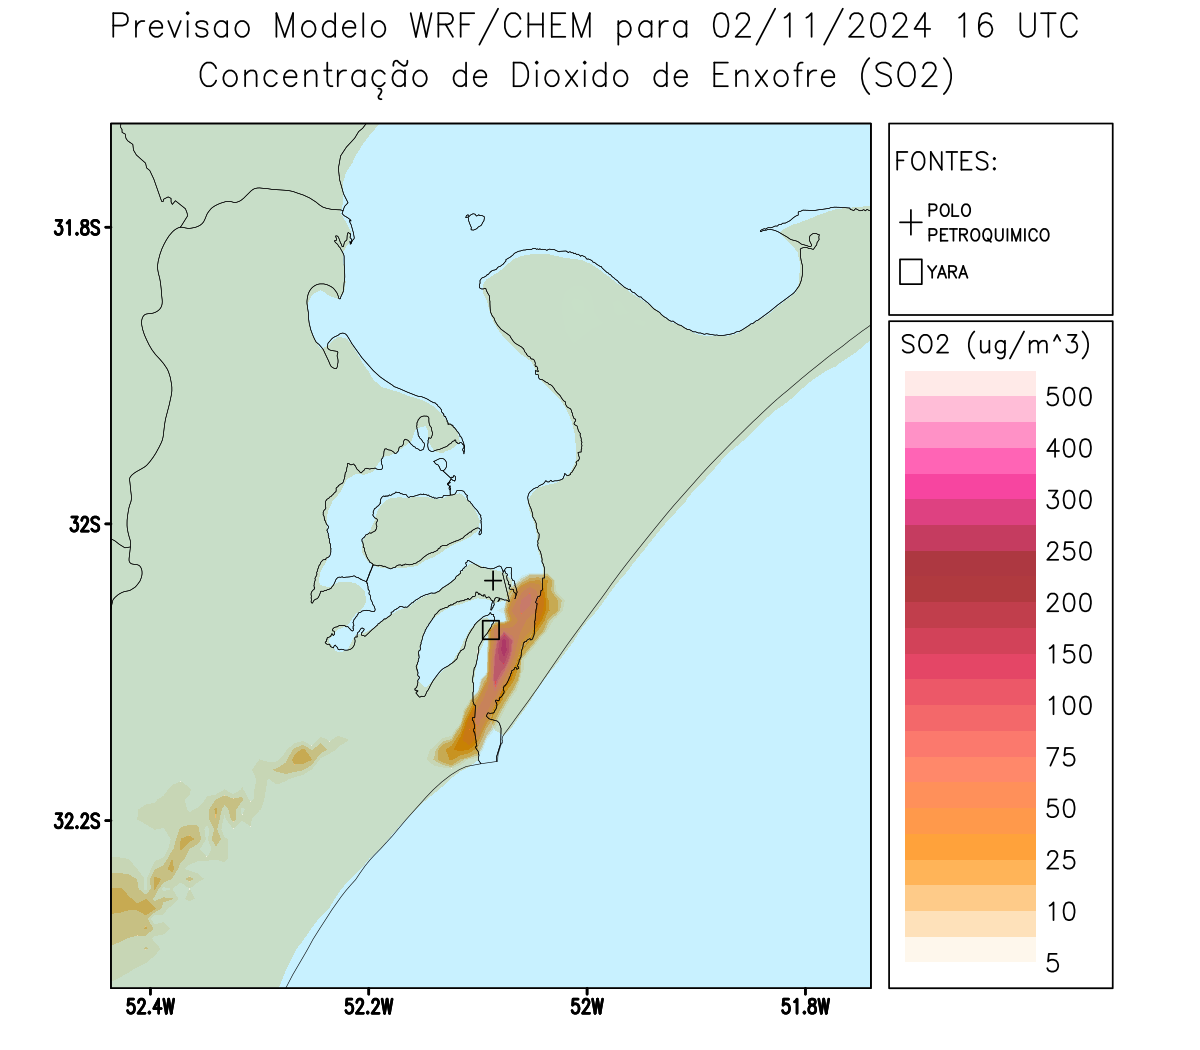 Previsao Modelo WRF/CHEM para 02/11/2024 16 UTC
Concentração de Dioxido de Enxofre (SO2)
FONTES:
POLO
PETROQUIMICO
YARA
SO2 (ug/m^3)
500
400
300
250
200
150
100
75
50
25
10
5
31.8S
32S
32.2S
52.4W
52.2W
52W
51.8W